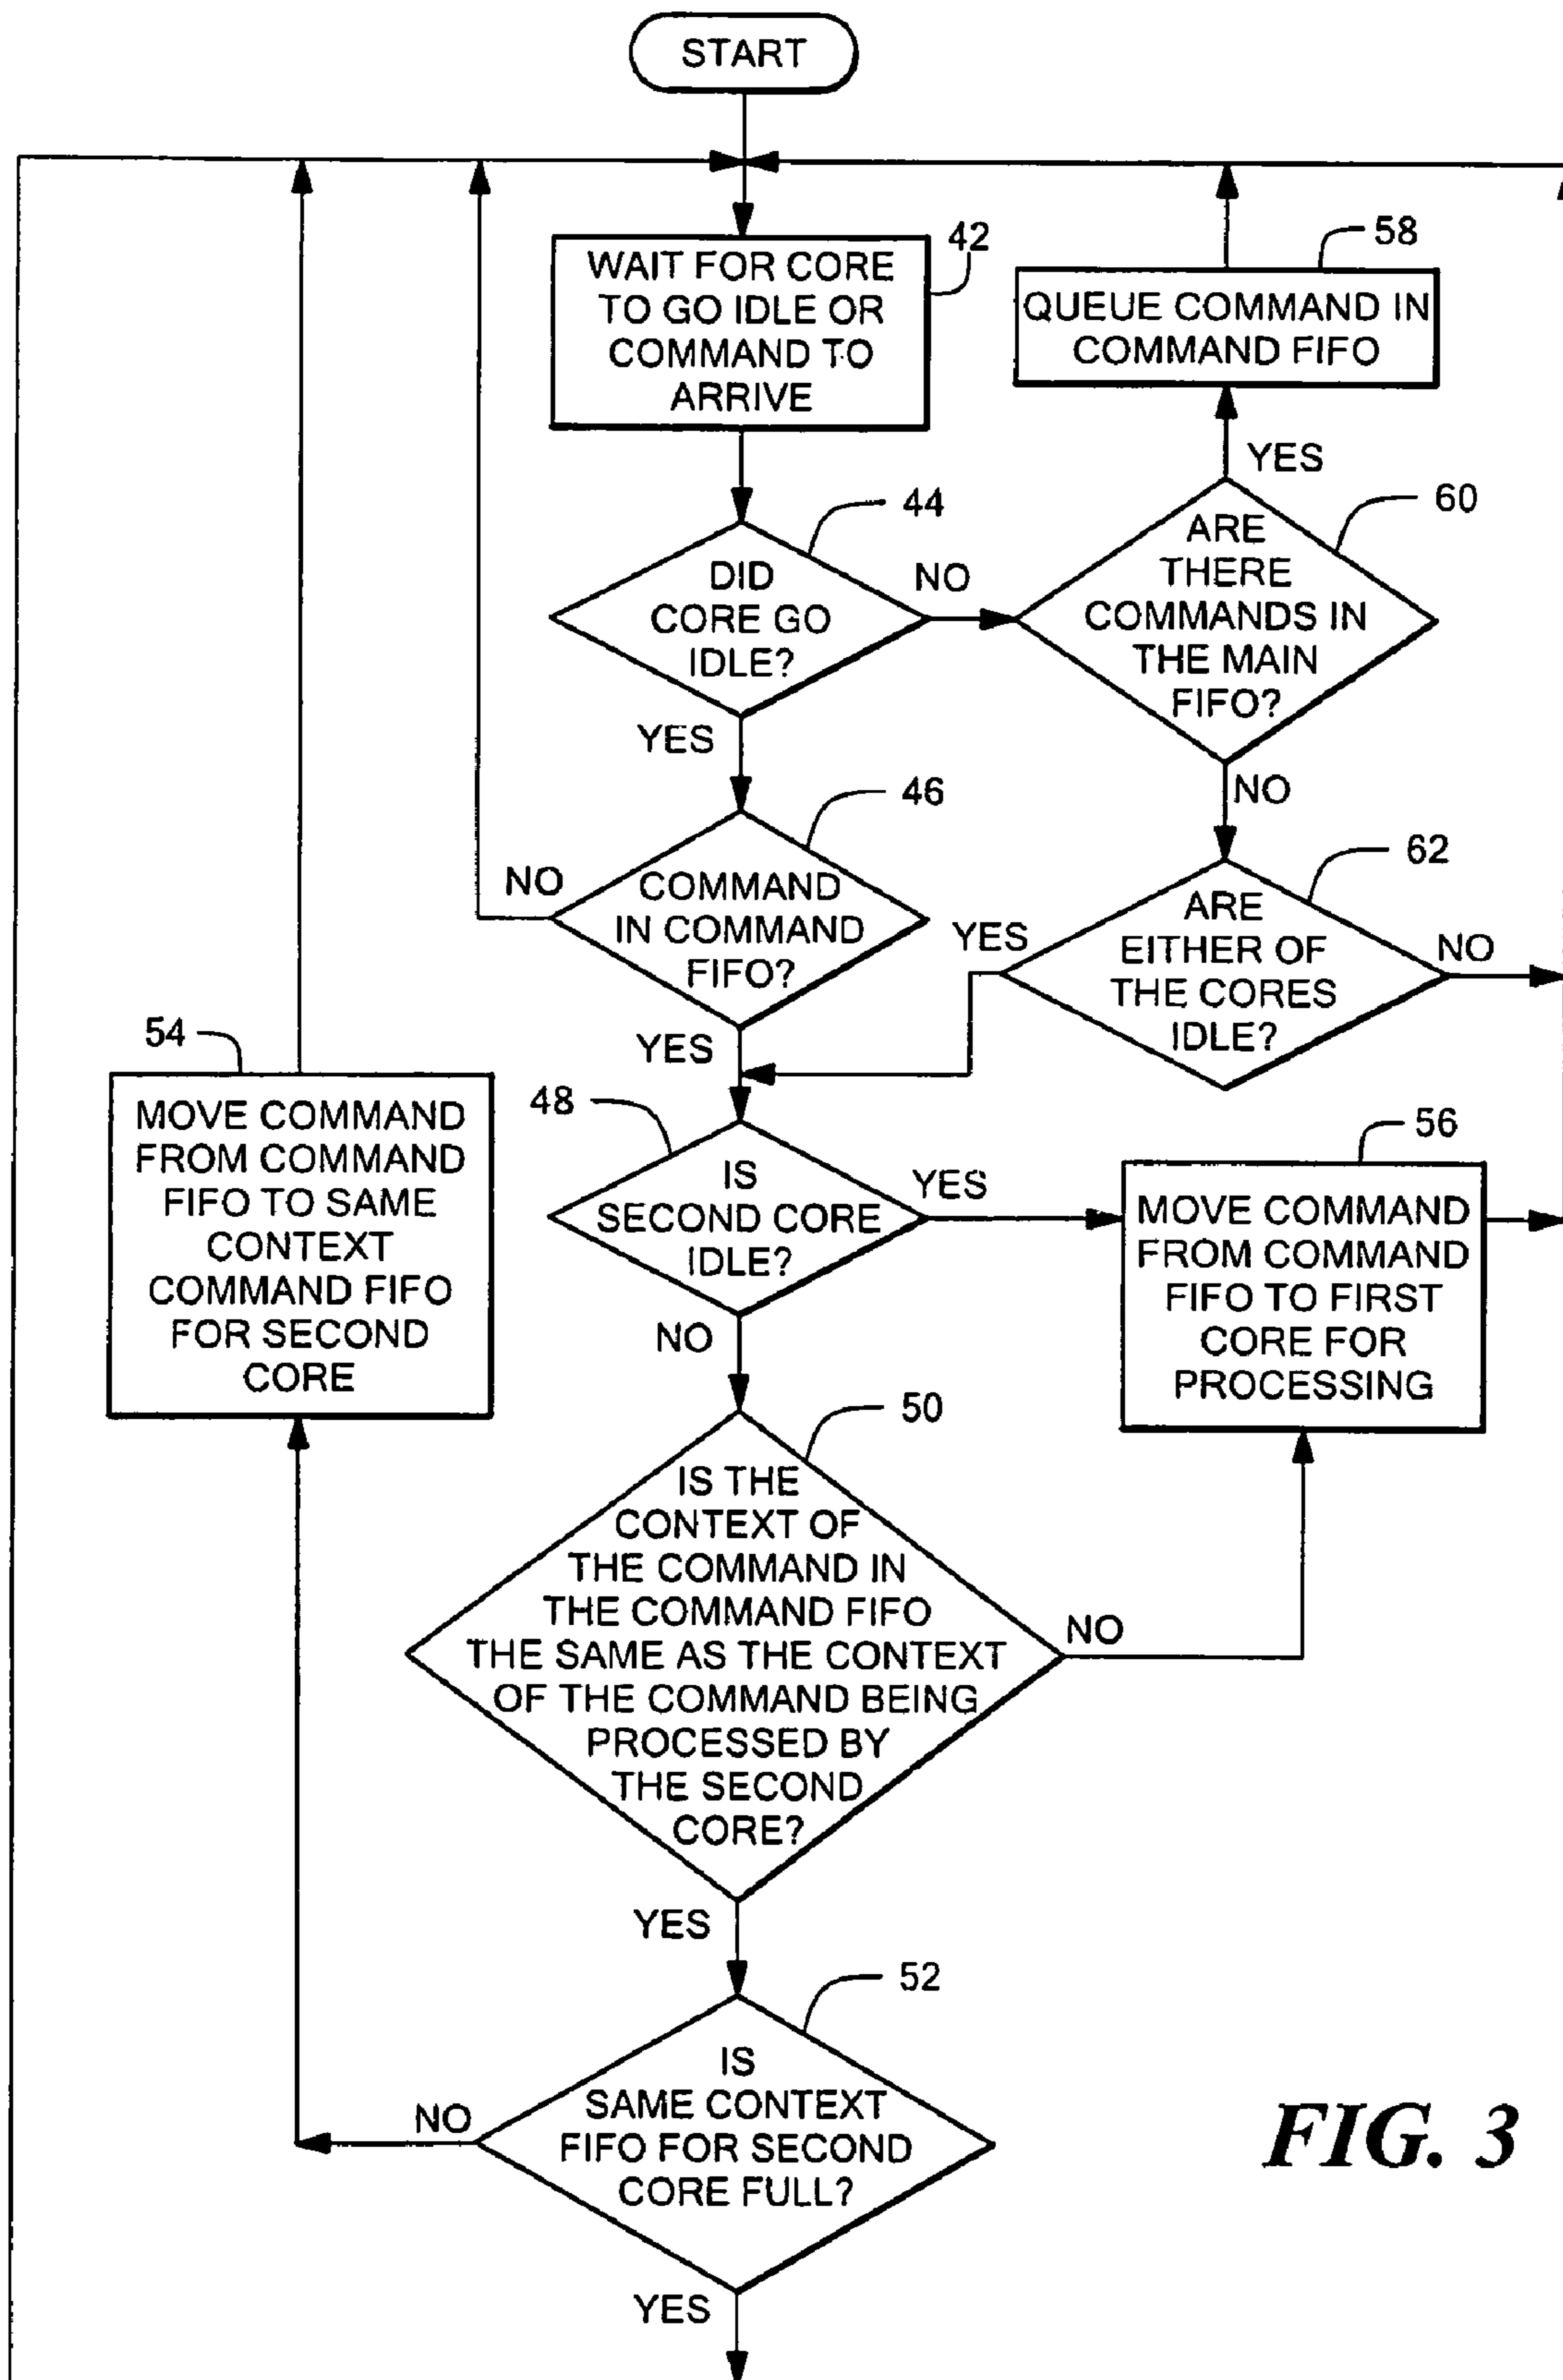 START
WAIT FOR CORE
TO GO IDLE OR
COMMAND TO
ARRIVE
42
QUEUE COMMAND IN
COMMAND FIFO
58
YES
DID
CORE GO
IDLE?
44
NO
ARE
THERE
COMMANDS IN
THE MAIN
FIFO?
60
YES
NO
COMMAND
IN COMMAND
FIFO?
46
NO
ARE
EITHER OF
THE CORES
IDLE?
62
YES
NO
YES
54
MOVE COMMAND
FROM COMMAND
FIFO TO SAME
CONTEXT
COMMAND FIFO
FOR SECOND
CORE
48
IS
SECOND CORE
IDLE?
YES
56
MOVE COMMAND
FROM COMMAND
FIFO TO FIRST
CORE FOR
PROCESSING
NO
50
IS THE
CONTEXT OF
THE COMMAND IN
THE COMMAND FIFO
THE SAME AS THE CONTEXT
OF THE COMMAND BEING
PROCESSED BY
THE SECOND
CORE?
NO
YES
52
IS
SAME CONTEXT
FIFO FOR SECOND
CORE FULL?
NO
YES
FIG. 3